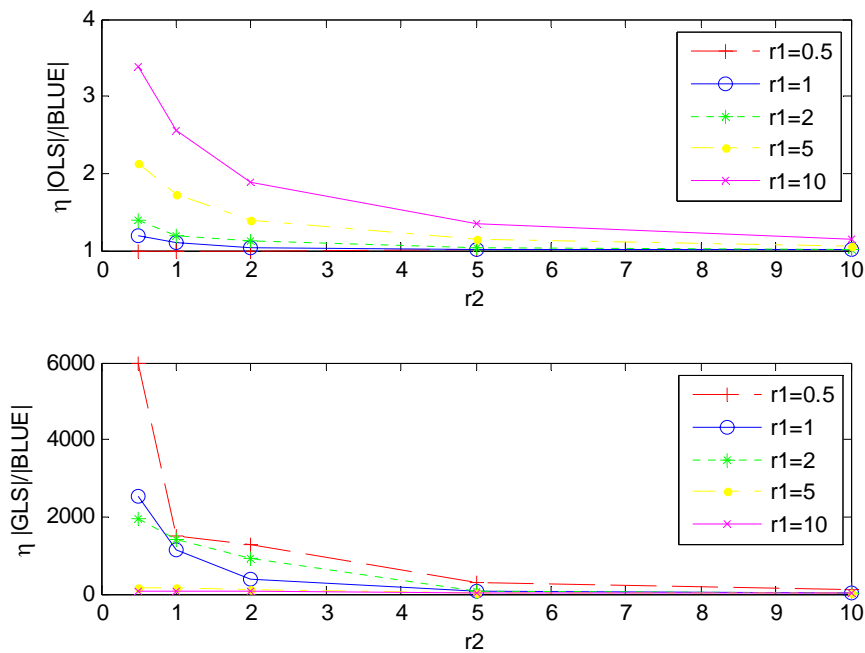 η |OLS|/|BLUE|
4
3
2
1
0 1 2 3 4 5 6 7 8 9 10
r2
r1=0.5
r1=1
r1=2
r1=5
r1=10
η |GLS|/|BLUE|
6000
4000
2000
0
0 1 2 3 4 5 6 7 8 9 10
r2
r1=0.5
r1=1
r1=2
r1=5
r1=10